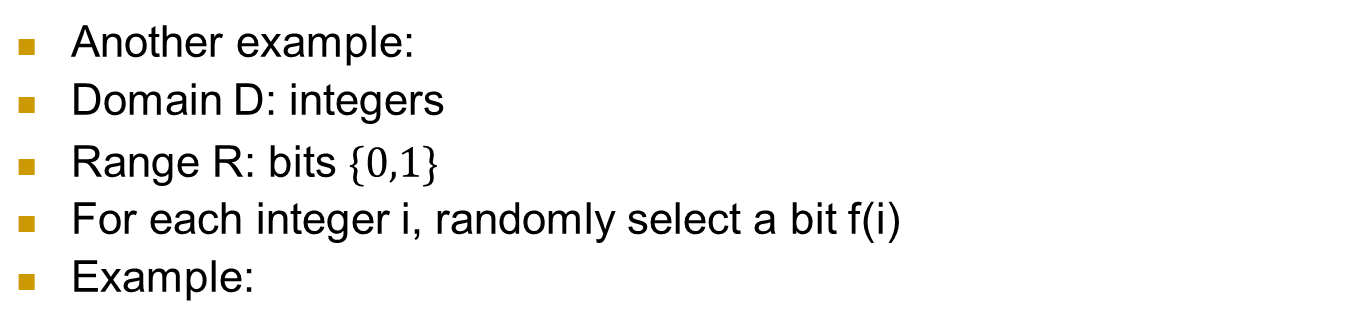 Another example:
Domain D: integers
Range R: bits {0,1}
For each integer i, randomly select a bit f(i)
Example: